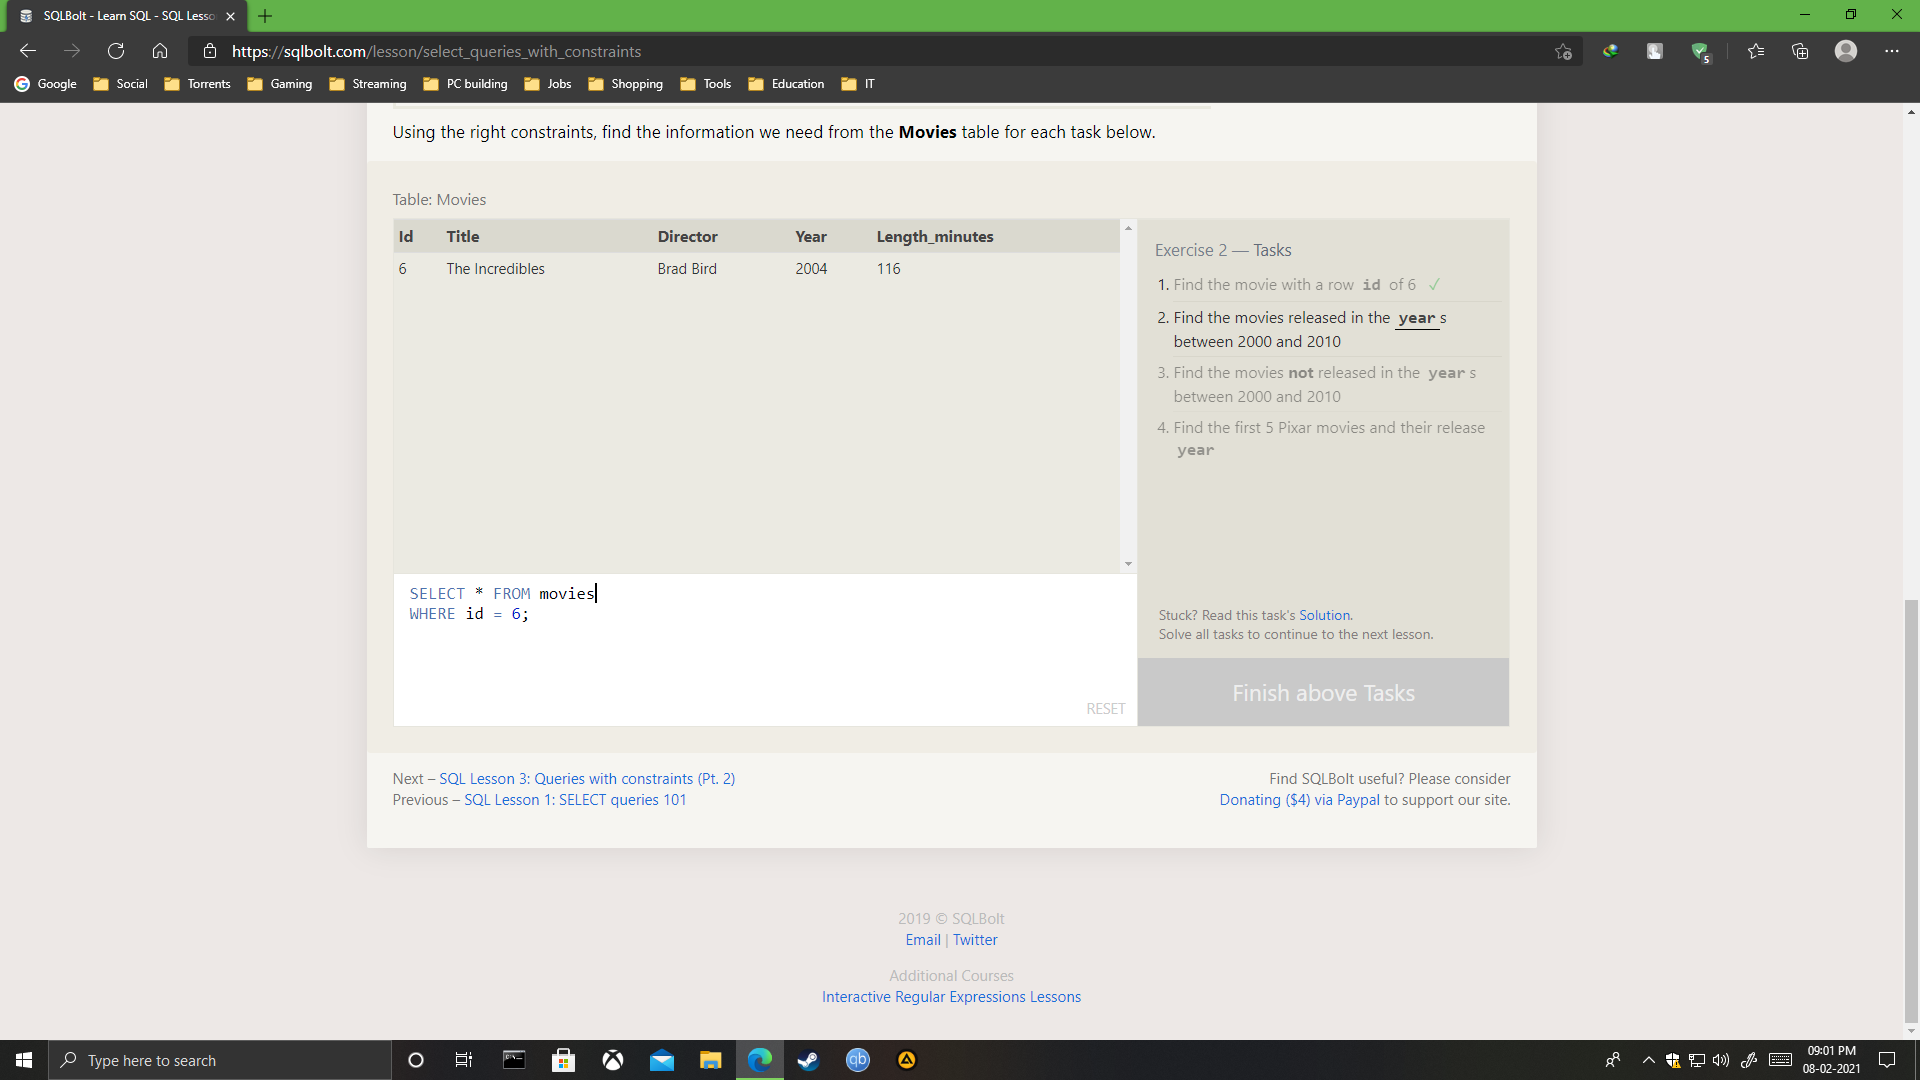 SQLBolt - Learn SQL - SQL Lesso
https://sqlbolt.com/lesson/select_queries_with_constraints
5
Google Social Torrents Gaming Streaming PC building Jobs Shopping Tools Education IT
Using the right constraints, find the information we need from the Movies table for each task below.
Table: Movies
Id Title Director Year Length_minutes
6 The Incredibles Brad Bird 2004 116
Exercise 2 — Tasks
1. Find the movie with a row id of 6 ✓
2. Find the movies released in the year s
between 2000 and 2010
3. Find the movies not released in the year s
between 2000 and 2010
4. Find the first 5 Pixar movies and their release
year
SELECT * FROM movies
WHERE id = 6;
RESET
Stuck? Read this task's Solution.
Solve all tasks to continue to the next lesson.
Finish above Tasks
Next – SQL Lesson 3: Queries with constraints (Pt. 2)
Previous – SQL Lesson 1: SELECT queries 101
Find SQLBolt useful? Please consider
Donating ($4) via Paypal to support our site.
2019 © SQLBolt
Email | Twitter
Additional Courses
Interactive Regular Expressions Lessons
Type here to search
qb
09:01 PM
08-02-2021